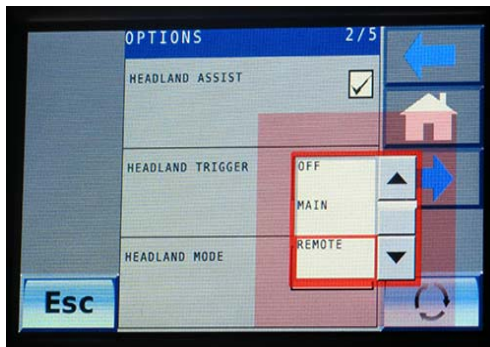 OPTIONS 2/5
HEADLAND ASSIST
HEADLAND TRIGGER
OFF
MAIN
REMOTE
HEADLAND MODE
Esc